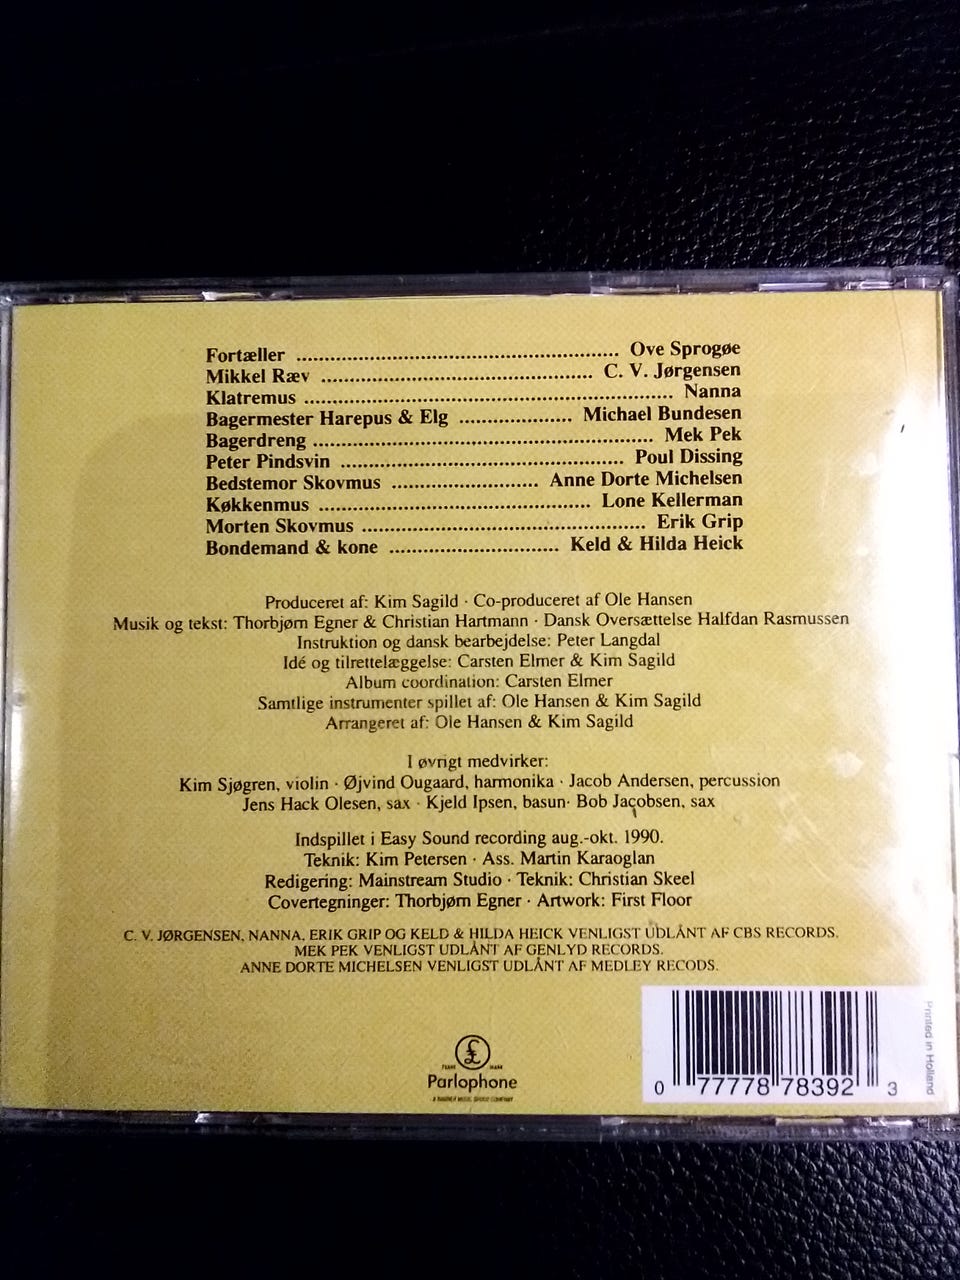 Fortæller ................................................ Ove Sprogøe
Mikkel Ræv ........................................ C. V. Jørgensen
Klatremus ....................................................... Nanna
Bagermester Harepus & Elg ................. Michael Bundesen
Bagerdreng .................................................. Mek Pek
Peter Pindsvin .......................................... Poul Dissing
Bedstemor Skovmus ...................... Anne Dorte Michelsen
Køkkenmus ........................................ Lone Kellerman
Morten Skovmus .......................................... Erik Grip
Bondemand & kone ......................... Keld & Hilda Heick
Produceret af: Kim Sagild · Co-produceret af Ole Hansen
Musik og tekst: Thorbjørn Egner & Christian Hartmann · Dansk Oversættelse Halfdan Rasmussen
Instruktion og dansk bearbejdelse: Peter Langdal
Idé og tilrettelæggelse: Carsten Elmer & Kim Sagild
Album coordination: Carsten Elmer
Samtlige instrumenter spillet af: Ole Hansen & Kim Sagild
Arrangeret af: Ole Hansen & Kim Sagild
I øvrigt medvirker:
Kim Sjøgren, violin · Øjvind Ougaard, harmonika · Jacob Andersen, percussion
Jens Hack Olesen, sax · Kjeld Ipsen, basun· Bob Jacobsen, sax
Indspillet i Easy Sound recording aug.-okt. 1990.
Teknik: Kim Petersen · Ass. Martin Karaoglan
Redigering: Mainstream Studio · Teknik: Christian Skeel
Covertegninger: Thorbjørn Egner · Artwork: First Floor
C. V. JØRGENSEN, NANNA, ERIK GRIP OG KELD & HILDA HEICK VENLIGST UDLÅNT AF CBS RECORDS.
MEK PEK VENLIGST UDLÅNT AF GENLYD RECORDS.
ANNE DORTE MICHELSEN VENLIGST UDLÅNT AF MEDLEY RECODS.
£
TRADE MARK
Parlophone
A WARNER MUSIC GROUP COMPANY
0 77778 78392 3
Printed in Holland